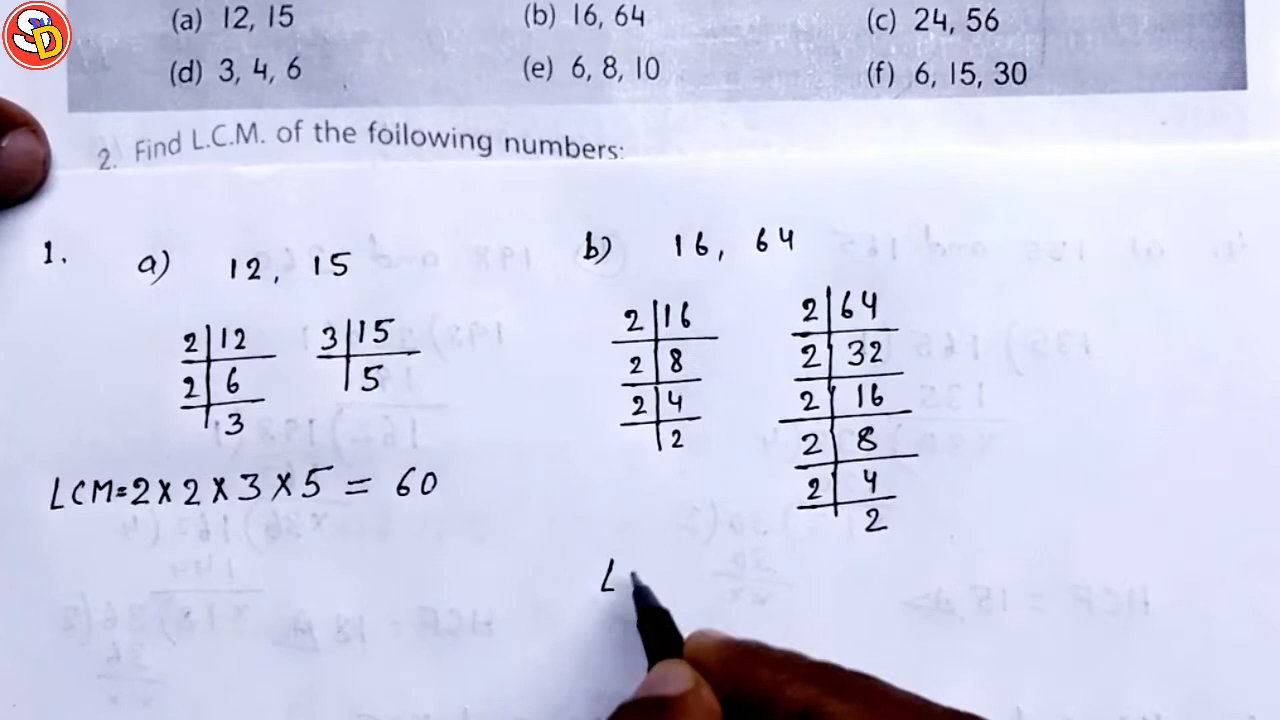 SD
(a) 12, 15 (b) 16, 64 (c) 24, 56
(d) 3, 4, 6 (e) 6, 8, 10 (f) 6, 15, 30
2. Find L.C.M. of the foilowing numbers:
1. a) 12, 15 b) 16, 64
2 12 3 15 2 16 2 64
2 6 5 2 8 2 32
3 2 4 2 16
2 2 8
LCM = 2 × 2 × 3 × 5 = 60 2 4
2
L